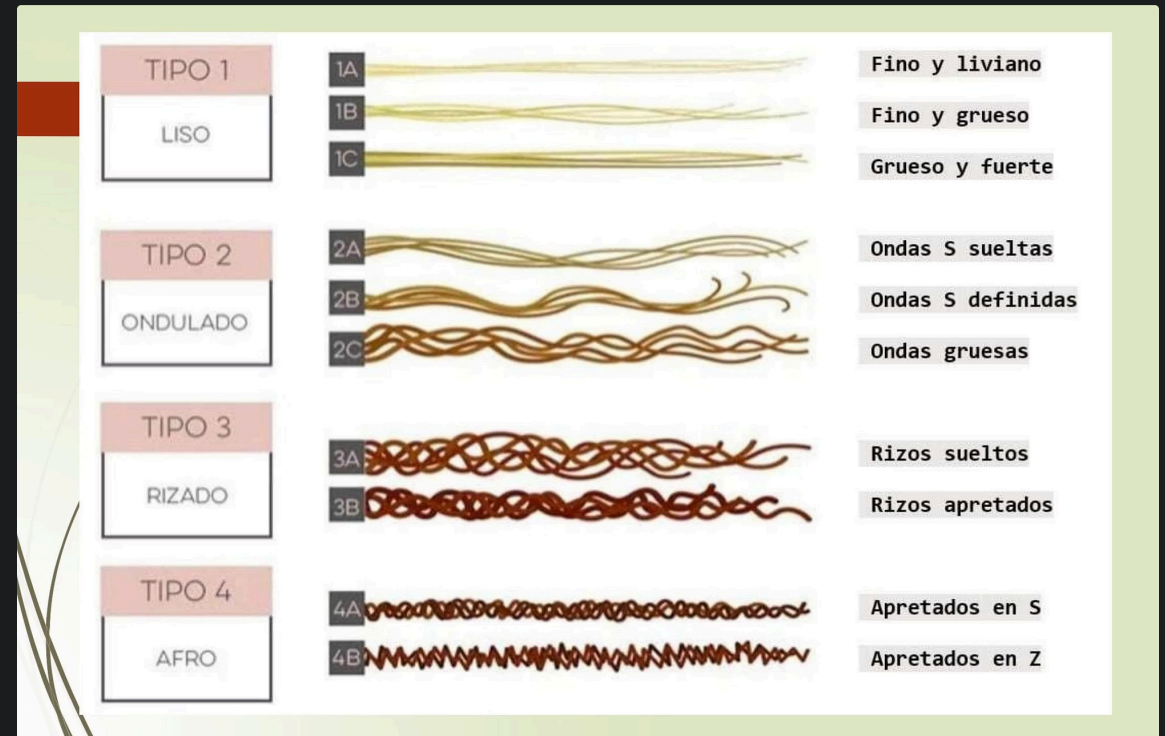 TIPO 1
LISO
1A
Fino y liviano
1B
Fino y grueso
1C
Grueso y fuerte
TIPO 2
ONDULADO
2A
Ondas S sueltas
2B
Ondas S definidas
2C
Ondas gruesas
TIPO 3
RIZADO
3A
Rizos sueltos
3B
Rizos apretados
TIPO 4
AFRO
4A
Apretados en S
4B
Apretados en Z